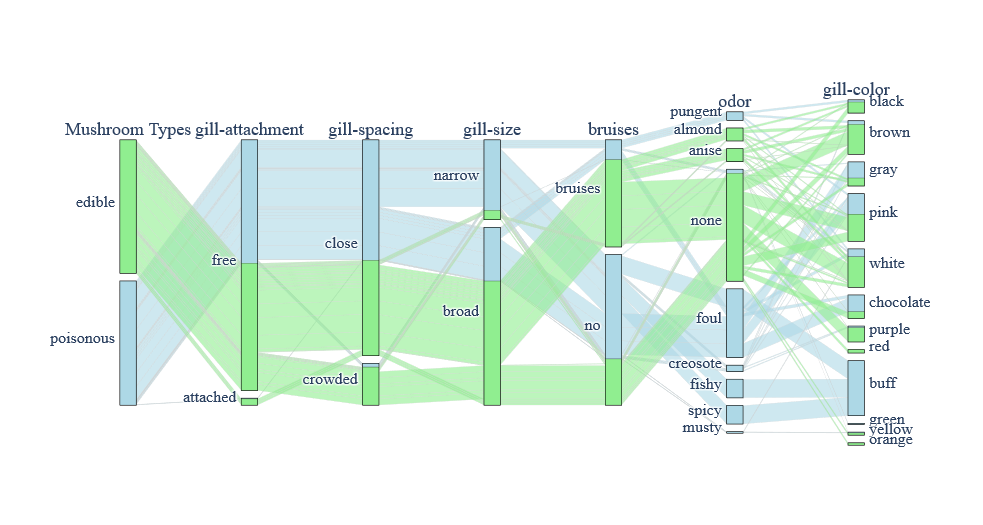 Mushroom Types
edible
poisonous
gill-attachment
free
attached
gill-spacing
close
crowded
gill-size
narrow
broad
bruises
bruises
no
odor
pungent
almond
anise
none
foul
creosote
fishy
spicy
musty
gill-color
black
brown
gray
pink
white
chocolate
purple
red
buff
green
yellow
orange